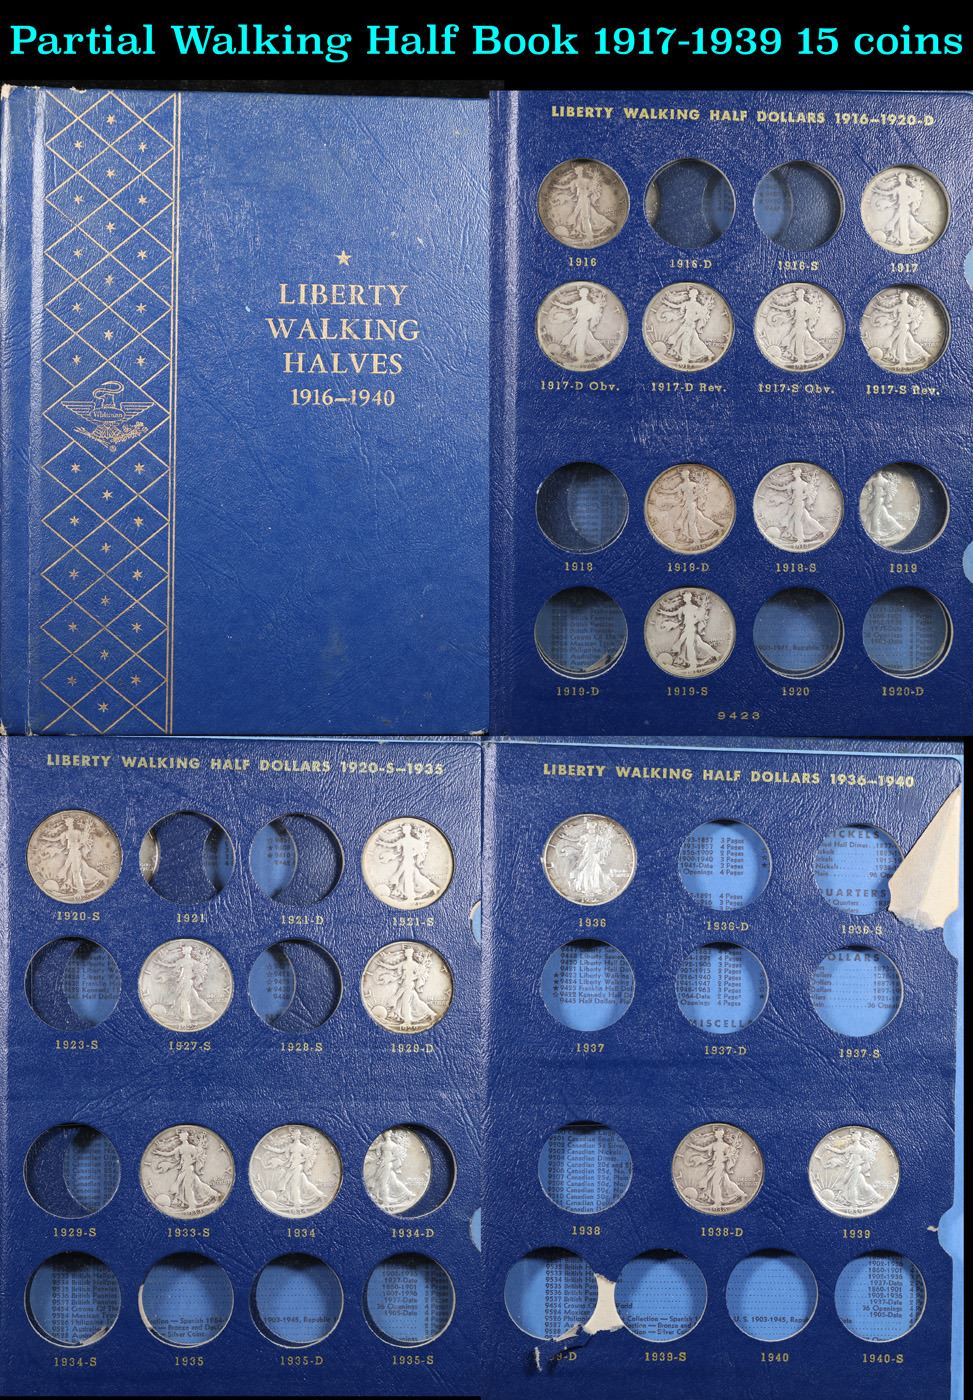 Partial Walking Half Book 1917-1939 15 coins
LIBERTY
WALKING
HALVES
1916–1940
Whitman
LIBERTY WALKING HALF DOLLARS 1916–1920-D
1916 1916-D 1916-S 1917
1917-D Obv. 1917-D Rev. 1917-S Obv. 1917-S Rev.
1918 1918-D 1918-S 1919
1919-D 1919-S 1920 1920-D
9423
LIBERTY WALKING HALF DOLLARS 1920-S–1935
1920-S 1921 1921-D 1921-S
1923-S 1927-S 1928-S 1929-D
1929-S 1933-S 1934 1934-D
1934-S 1935 1935-D 1935-S
LIBERTY WALKING HALF DOLLARS 1936–1940
1936 1936-D 1936-S
1937 1937-D 1937-S
1938 1938-D 1939
9-D 1939-S 1940 1940-S